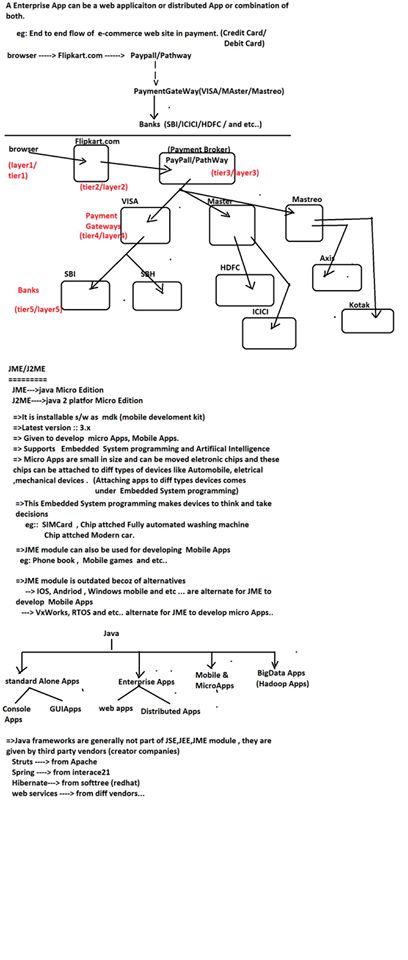 A Enterprise App can be a web applicaiton or distributed App or combination of
both.
eg: End to end flow of e-commerce web site in payment. (Credit Card/
Debit Card)
browser -----> Flipkart.com ------> Paypall/Pathway
PaymentGateWay(VISA/MAster/Mastreo)
Banks (SBI/ICICI/HDFC / and etc..)
Flipkart.com
browser
(Payment Broker)
PayPall/PathWay
(layer1/
tier1)
(tier3/layer3)
(tier2/layer2)
VISA
Master
Mastreo
Payment
Gateways
(tier4/layer4)
Axis
SBI
SBH
HDFC
Banks
(tier5/layer5)
ICICI
Kotak
JME/J2ME
=========
JME--->java Micro Edition
J2ME---->java 2 platfor Micro Edition
=>It is installable s/w as mdk (mobile develoment kit)
=>Latest version :: 3.x
=> Given to develop micro Apps, Mobile Apps.
=> Supports Embedded System programming and Artifiical Intelligence
=> Micro Apps are small in size and can be moved eletronic chips and these
chips can be attached to diff types of devices like Automobile, eletrical
,mechanical devices . (Attaching apps to diff types devices comes
under Embedded System programming)
=>This Embedded System programming makes devices to think and take
decisions
eg:: SIMCard , Chip attched Fully automated washing machine
Chip attched Modern car.
=>JME module can also be used for developing Mobile Apps
eg: Phone book , Mobile games and etc..
=>JME module is outdated becoz of alternatives
--> IOS, Andriod , Windows mobile and etc ... are alternate for JME to
develop Mobile Apps
---> VxWorks, RTOS and etc.. alternate for JME to develop micro Apps..
Java
standard Alone Apps
Enterprise Apps
Mobile &
MicroApps
BigData Apps
(Hadoop Apps)
Console
Apps
GUIApps
web apps
Distributed Apps
=>Java frameworks are generally not part of JSE,JEE,JME module , they are
given by third party vendors (creator companies)
Struts ----> from Apache
Spring ----> from interace21
Hibernate---> from softtree (redhat)
web services ----> from diff vendors...